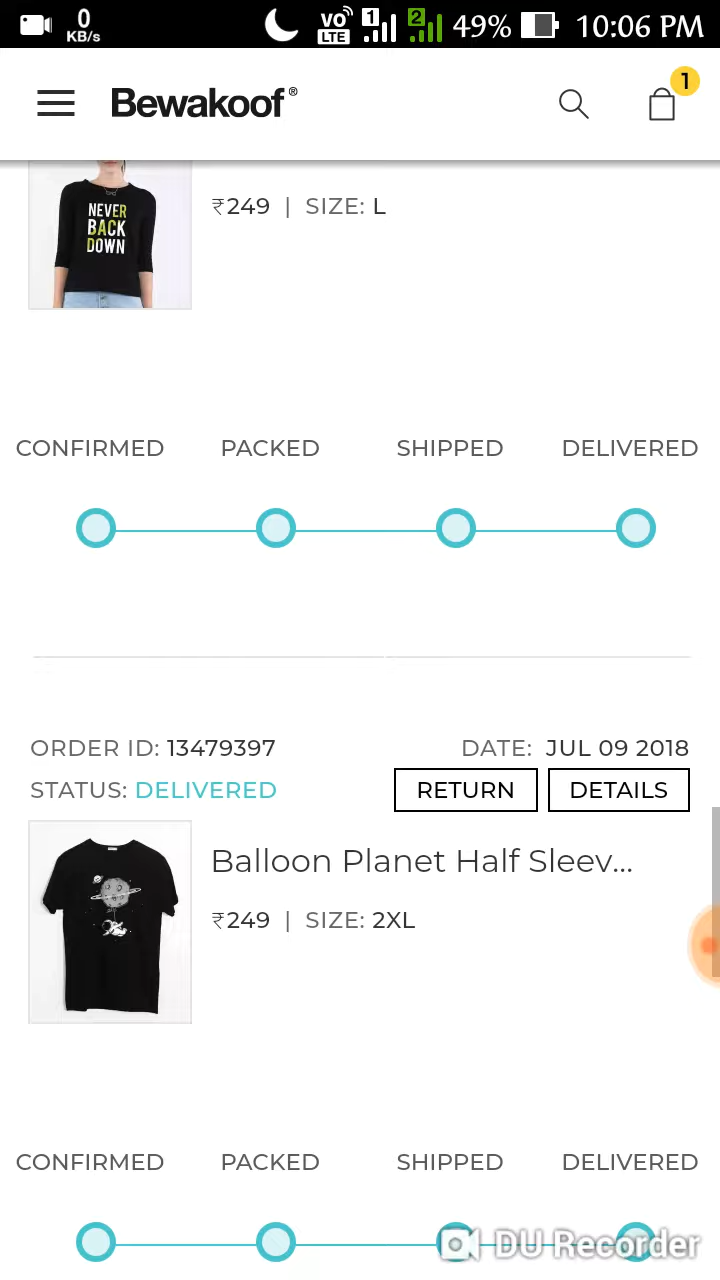 0
KB/s
VO
LTE
1
2
49%
10:06 PM
Bewakoof®
1
NEVER
BACK
DOWN
₹249 | SIZE: L
CONFIRMED PACKED SHIPPED DELIVERED
ORDER ID: 13479397 DATE: JUL 09 2018
STATUS: DELIVERED RETURN DETAILS
Balloon Planet Half Sleev...
₹249 | SIZE: 2XL
CONFIRMED PACKED SHIPPED DELIVERED
DU Recorder